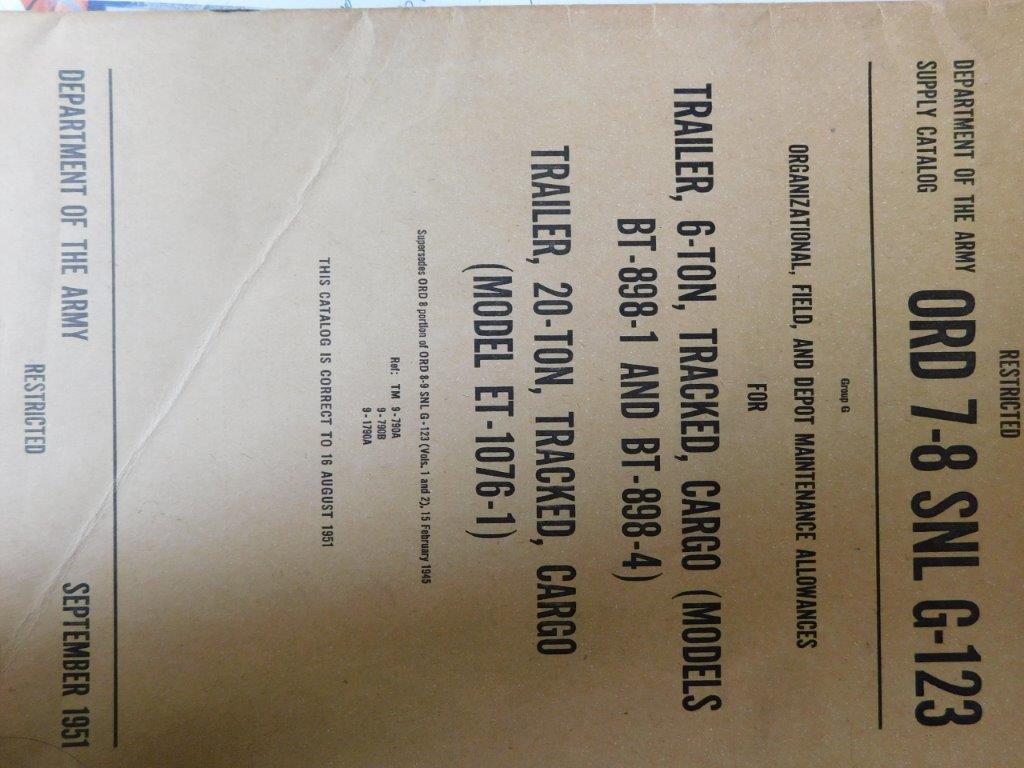 RESTRICTED
DEPARTMENT OF THE ARMY
SUPPLY CATALOG
ORD 7-8 SNL G-123
Group G
ORGANIZATIONAL, FIELD, AND DEPOT MAINTENANCE ALLOWANCES
FOR
TRAILER, 6-TON, TRACKED, CARGO (MODELS
BT-898-1 AND BT-898-4)
TRAILER, 20-TON, TRACKED, CARGO
(MODEL ET-1076-1)
Supersedes ORD 8 portion of ORD 8-9 SNL G-123 (Vols. 1 and 2), 15 February 1945
Ref: TM 9-790A
9-790B
9-1790A
THIS CATALOG IS CORRECT TO 16 AUGUST 1951
DEPARTMENT OF THE ARMY SEPTEMBER 1951
RESTRICTED